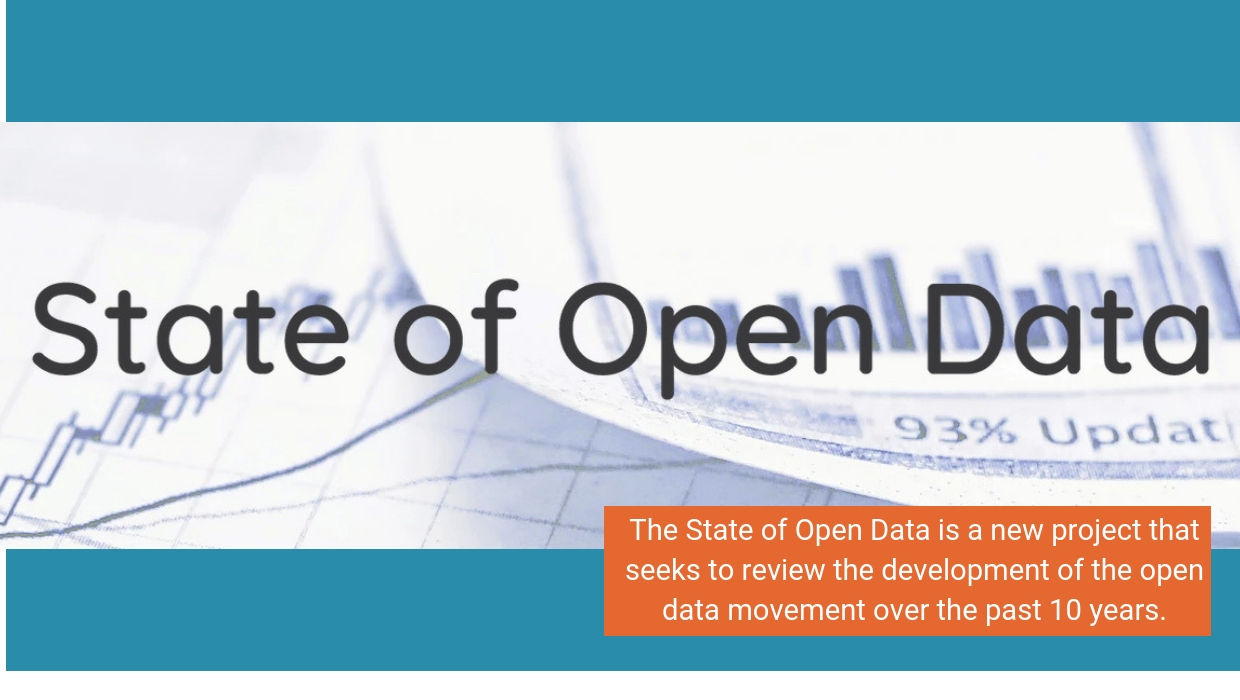 State of Open Data
93% Updat
The State of Open Data is a new project that
seeks to review the development of the open
data movement over the past 10 years.